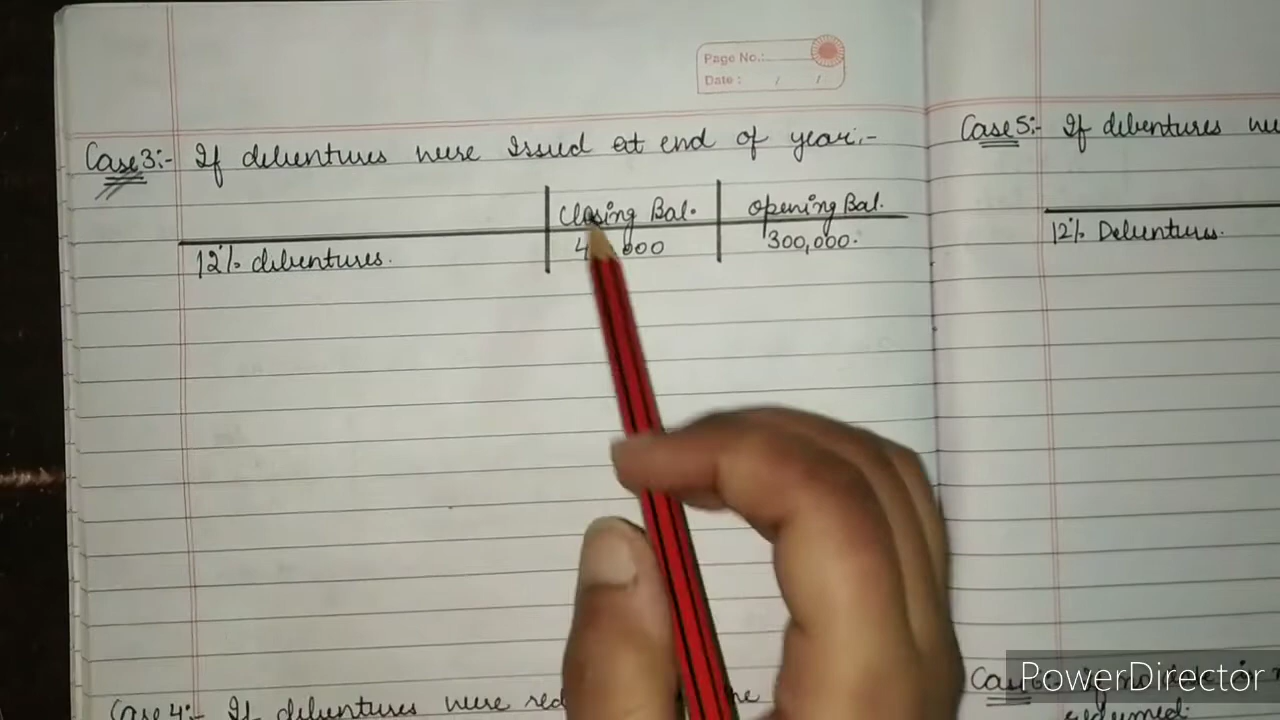 Page No.:
Date : / /
Case 3:- If debentures were Issued at end of year:-
Closing Bal. Opening Bal.
12% debentures. 300,000.
Case 4:- If debentures were
Case 5:- If debentures
12% Debentures.
PowerDirector